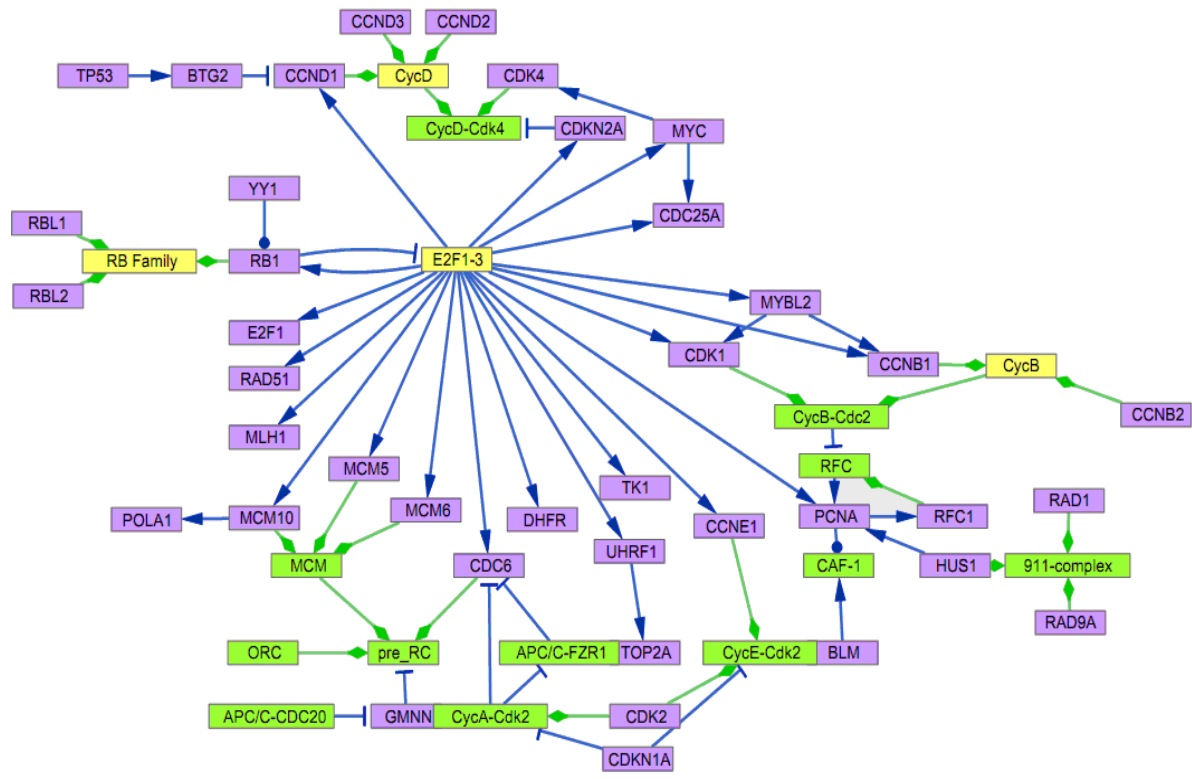 CCND3
CCND2
TP53
BTG2
CCND1
CycD
CDK4
CycD-Cdk4
CDKN2A
MYC
YY1
CDC25A
RBL1
RB Family
RB1
E2F1-3
RBL2
MYBL2
E2F1
CDK1
CCNB1
CycB
RAD51
CCNB2
CycB-Cdc2
MLH1
MCM5
RFC
TK1
RAD1
POLA1
MCM10
MCM6
DHFR
CCNE1
PCNA
RFC1
UHRF1
MCM
CDC6
CAF-1
HUS1
911-complex
RAD9A
ORC
pre_RC
APC/C-FZR1
TOP2A
CycE-Cdk2
BLM
APC/C-CDC20
GMNN
CycA-Cdk2
CDK2
CDKN1A